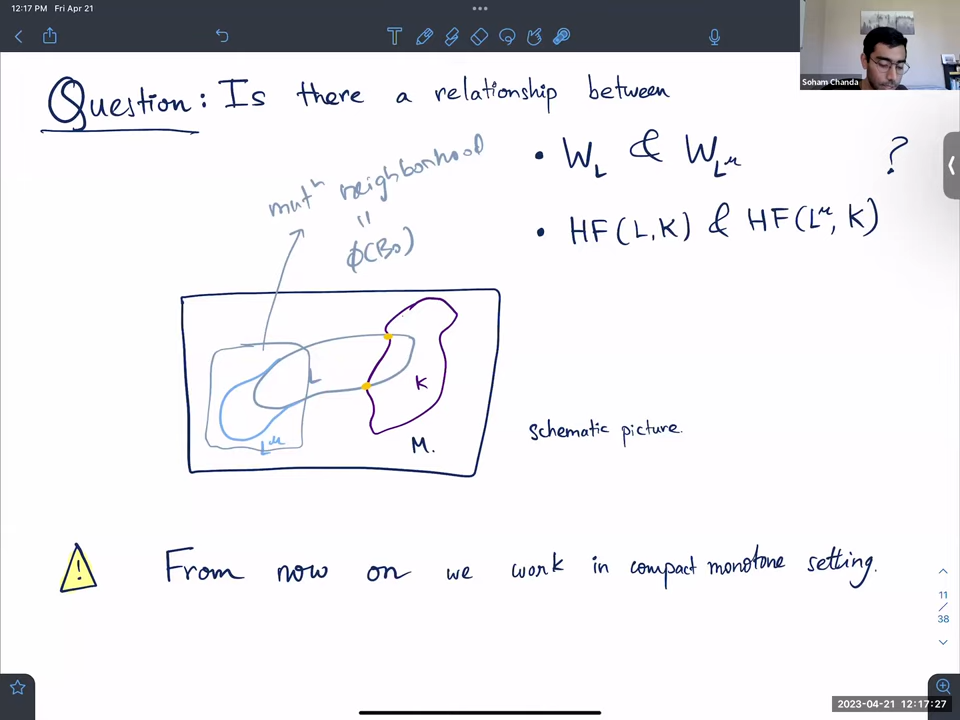 12:17 PM Fri Apr 21
Soham Chanda
Question: Is there a relationship between
• W_L & W_{L^μ} ?
• HF(L,K) & HF(L^μ, K)
mut^n neighborhood
=
ϕ(B_0)
L
K
L^μ
M.
schematic picture.
!
From now on we work in compact monotone setting.
11
/
38
2023-04-21 12:17:27